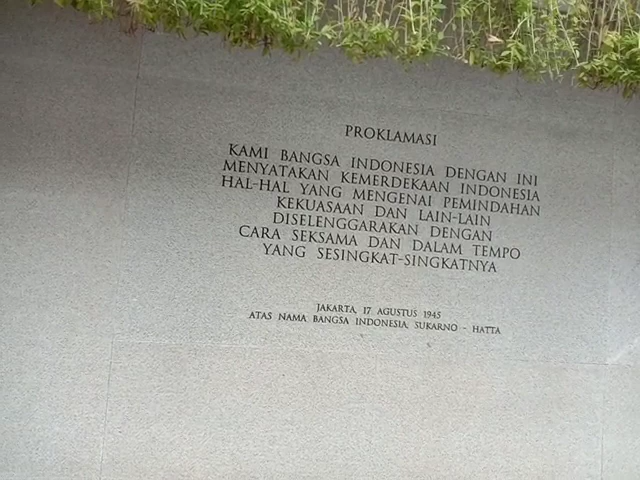 PROKLAMASI
KAMI BANGSA INDONESIA DENGAN INI
MENYATAKAN KEMERDEKAAN INDONESIA
HAL-HAL YANG MENGENAI PEMINDAHAN
KEKUASAAN DAN LAIN-LAIN
DISELENGGARAKAN DENGAN
CARA SEKSAMA DAN DALAM TEMPO
YANG SESINGKAT-SINGKATNYA
JAKARTA, 17 AGUSTUS 1945
ATAS NAMA BANGSA INDONESIA, SUKARNO - HATTA